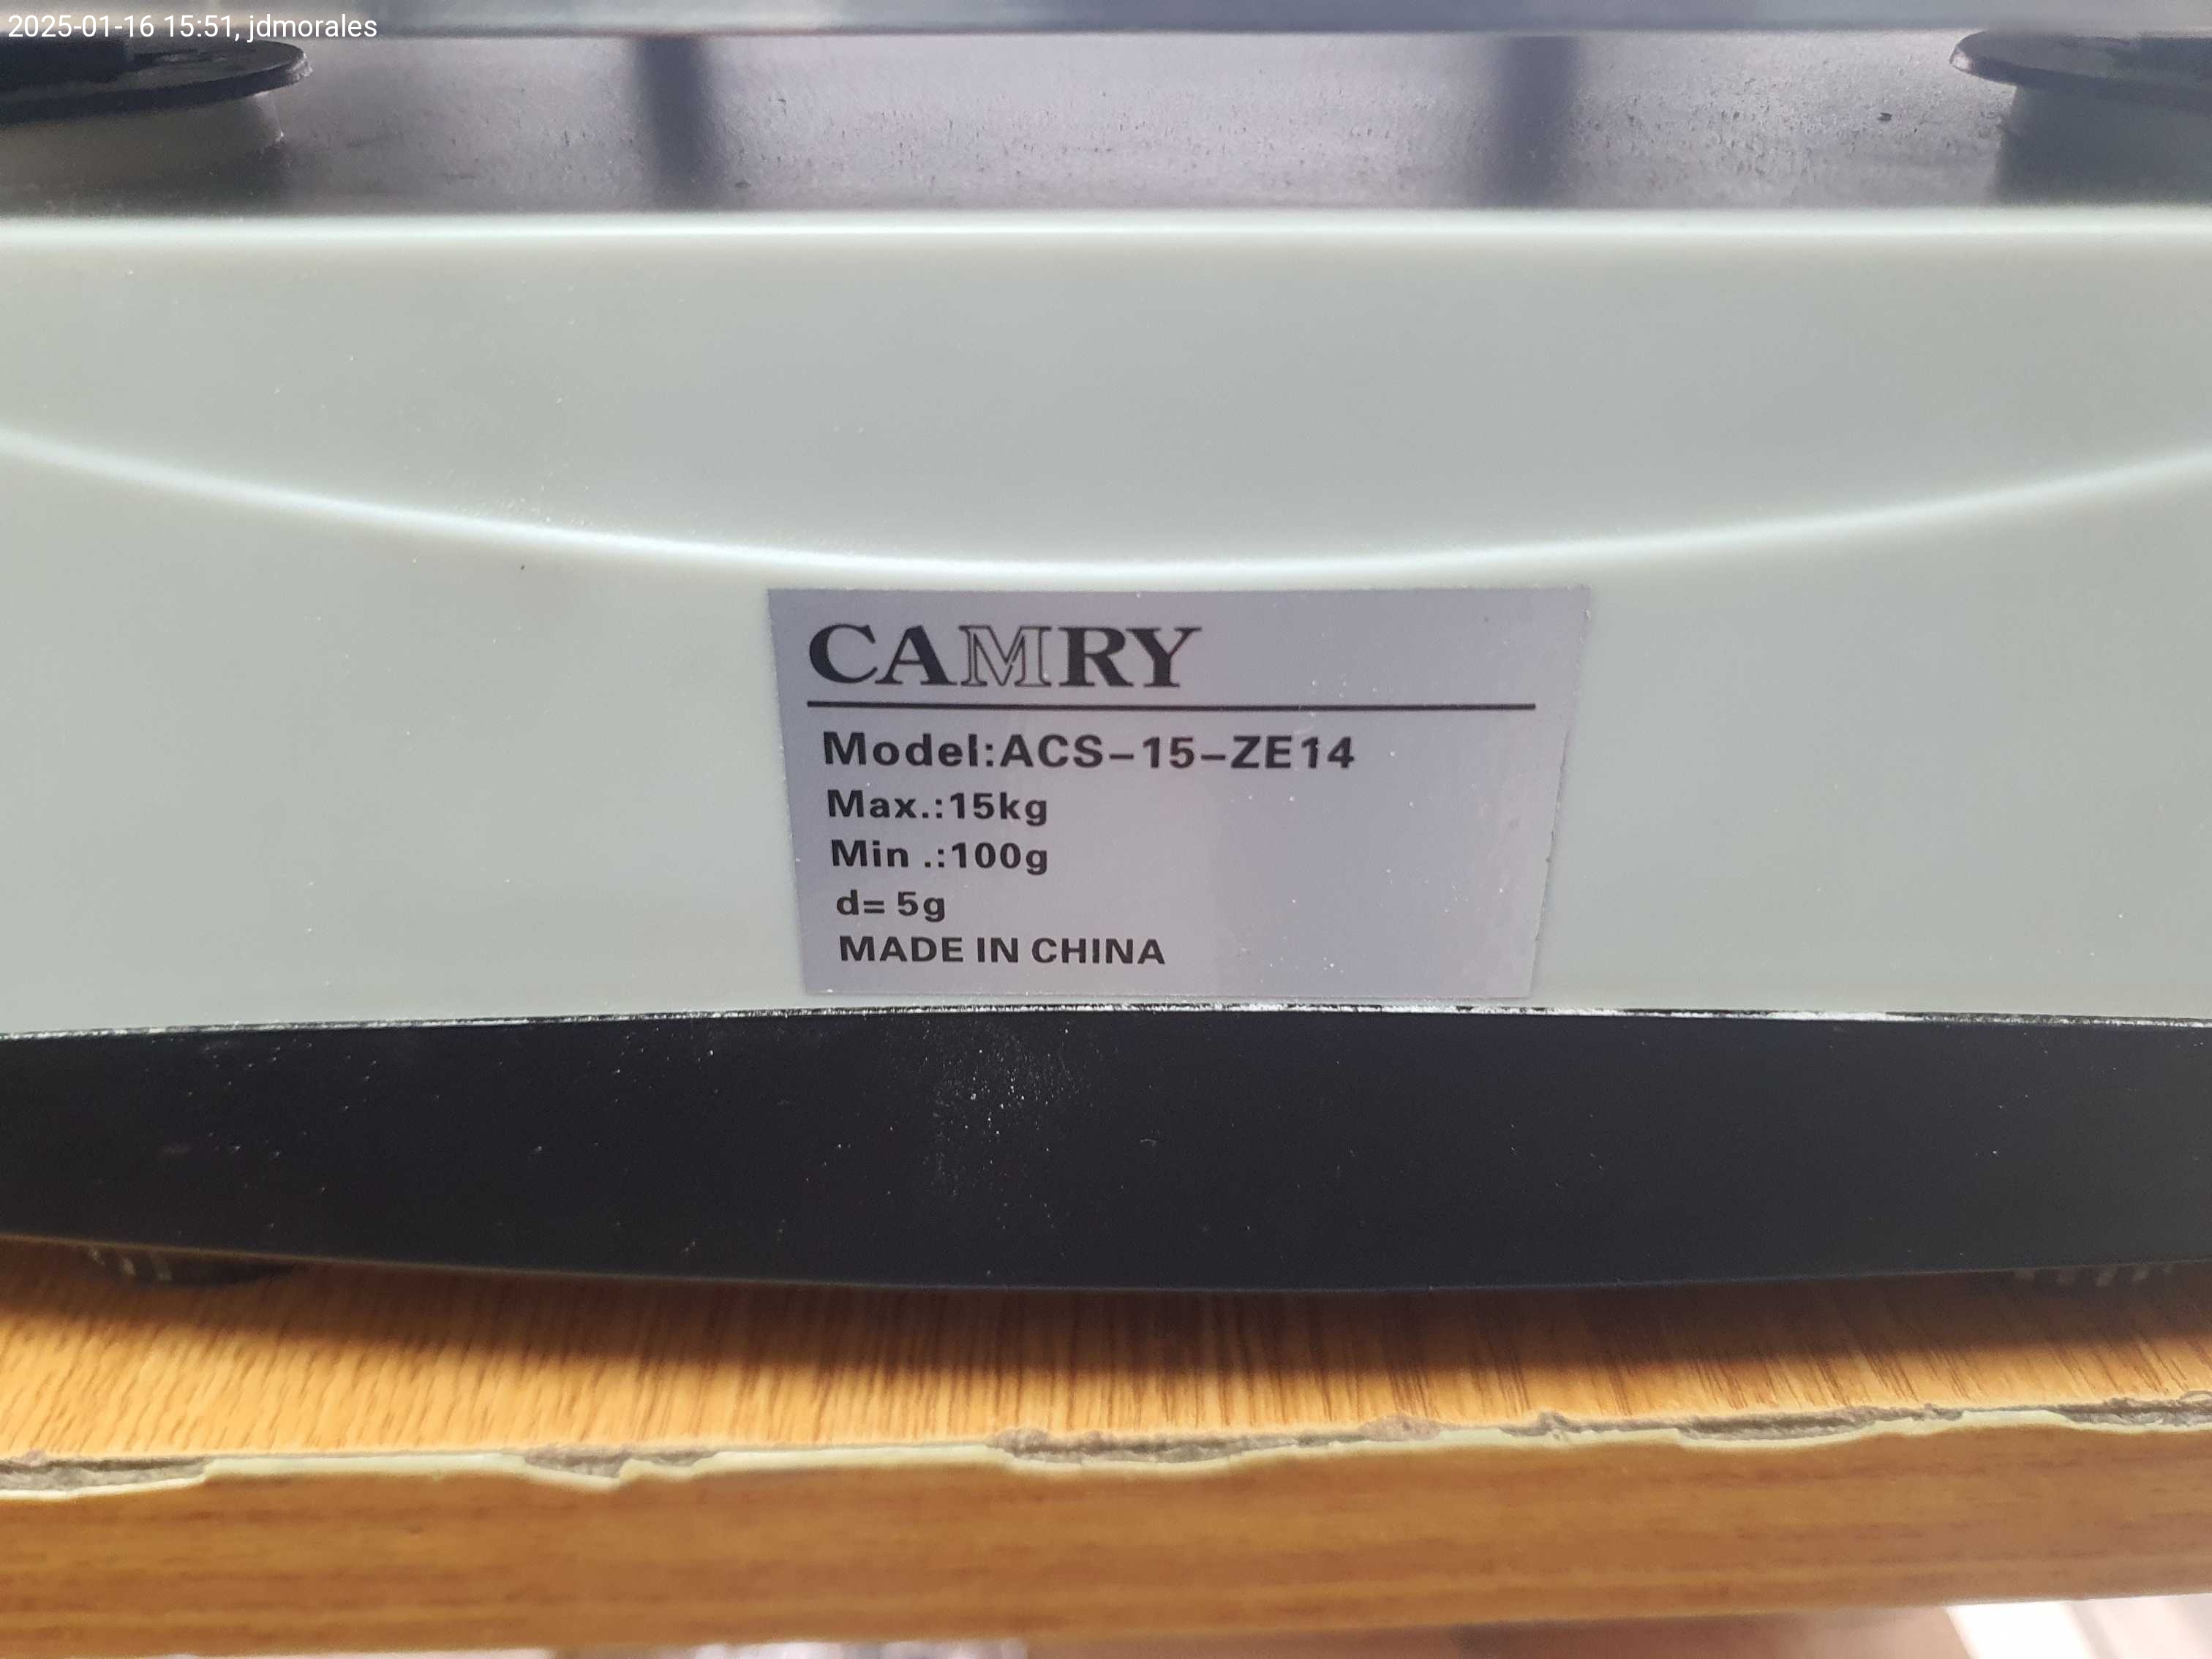 2025-01-16 15:51, jdmorales
CAMRY
Model:ACS-15-ZE14
Max.:15kg
Min .:100g
d= 5g
MADE IN CHINA